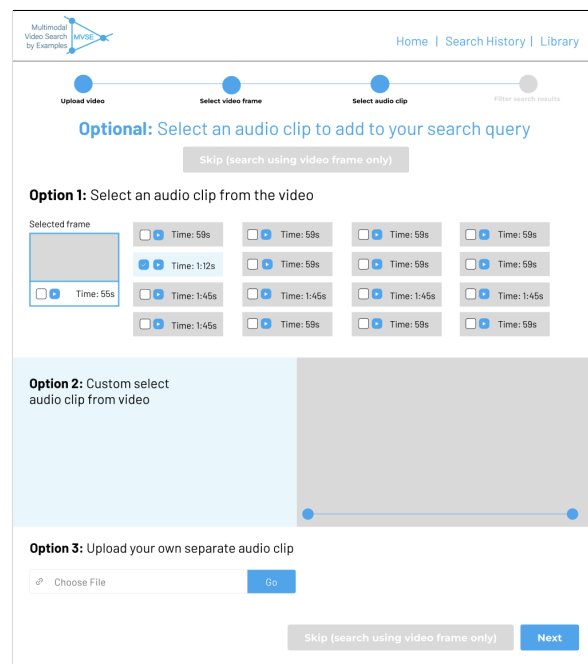 Multimodal
Video Search
by Examples
MVSE
Home | Search History | Library
Upload video
Select video frame
Select audio clip
Filter search results
Optional: Select an audio clip to add to your search query
Skip (search using video frame only)
Option 1: Select an audio clip from the video
Selected frame
Time: 55s
Time: 59s
Time: 59s
Time: 59s
Time: 59s
Time: 1:12s
Time: 59s
Time: 59s
Time: 59s
Time: 1:45s
Time: 1:45s
Time: 1:45s
Time: 1:45s
Time: 1:45s
Time: 59s
Time: 59s
Time: 59s
Option 2: Custom select
audio clip from video
Option 3: Upload your own separate audio clip
Choose File
Go
Skip (search using video frame only)
Next